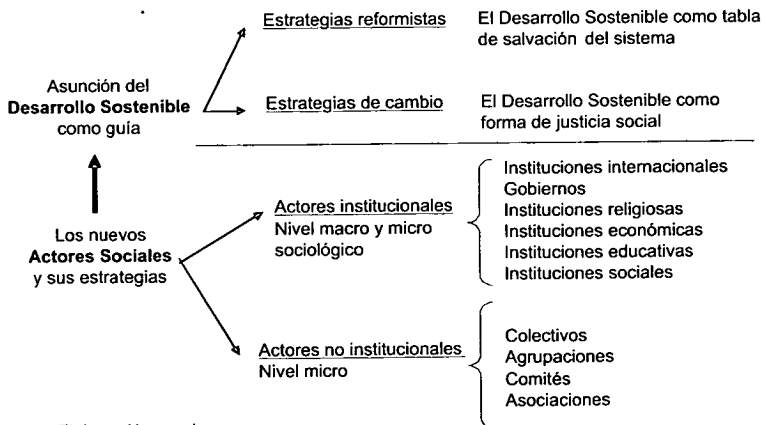 Estrategias reformistas
El Desarrollo Sostenible como tabla
de salvación del sistema
Asunción del
Desarrollo Sostenible
como guía
Estrategias de cambio
El Desarrollo Sostenible como
forma de justicia social
Los nuevos
Actores Sociales
y sus estrategias
Actores institucionales
Nivel macro y micro
sociológico
Instituciones internacionales
Gobiernos
Instituciones religiosas
Instituciones económicas
Instituciones educativas
Instituciones sociales
Actores no institucionales
Nivel micro
Colectivos
Agrupaciones
Comités
Asociaciones